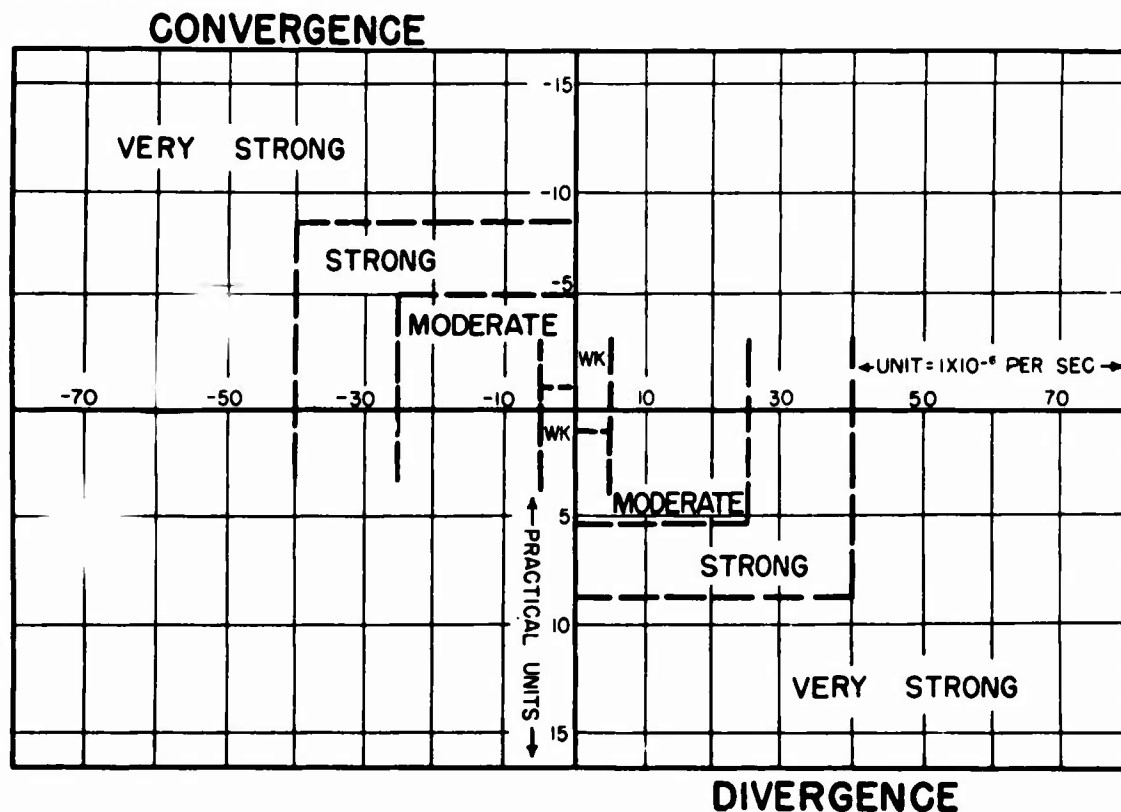 CONVERGENCE
-15
VERY STRONG
-10
STRONG
-5
MODERATE
WK
←UNIT=1X10⁻⁶ PER SEC→
-70 -50 -30 -10 10 30 50 70
WK
MODERATE
5
←PRACTICAL UNITS→
STRONG
10
VERY STRONG
15
DIVERGENCE